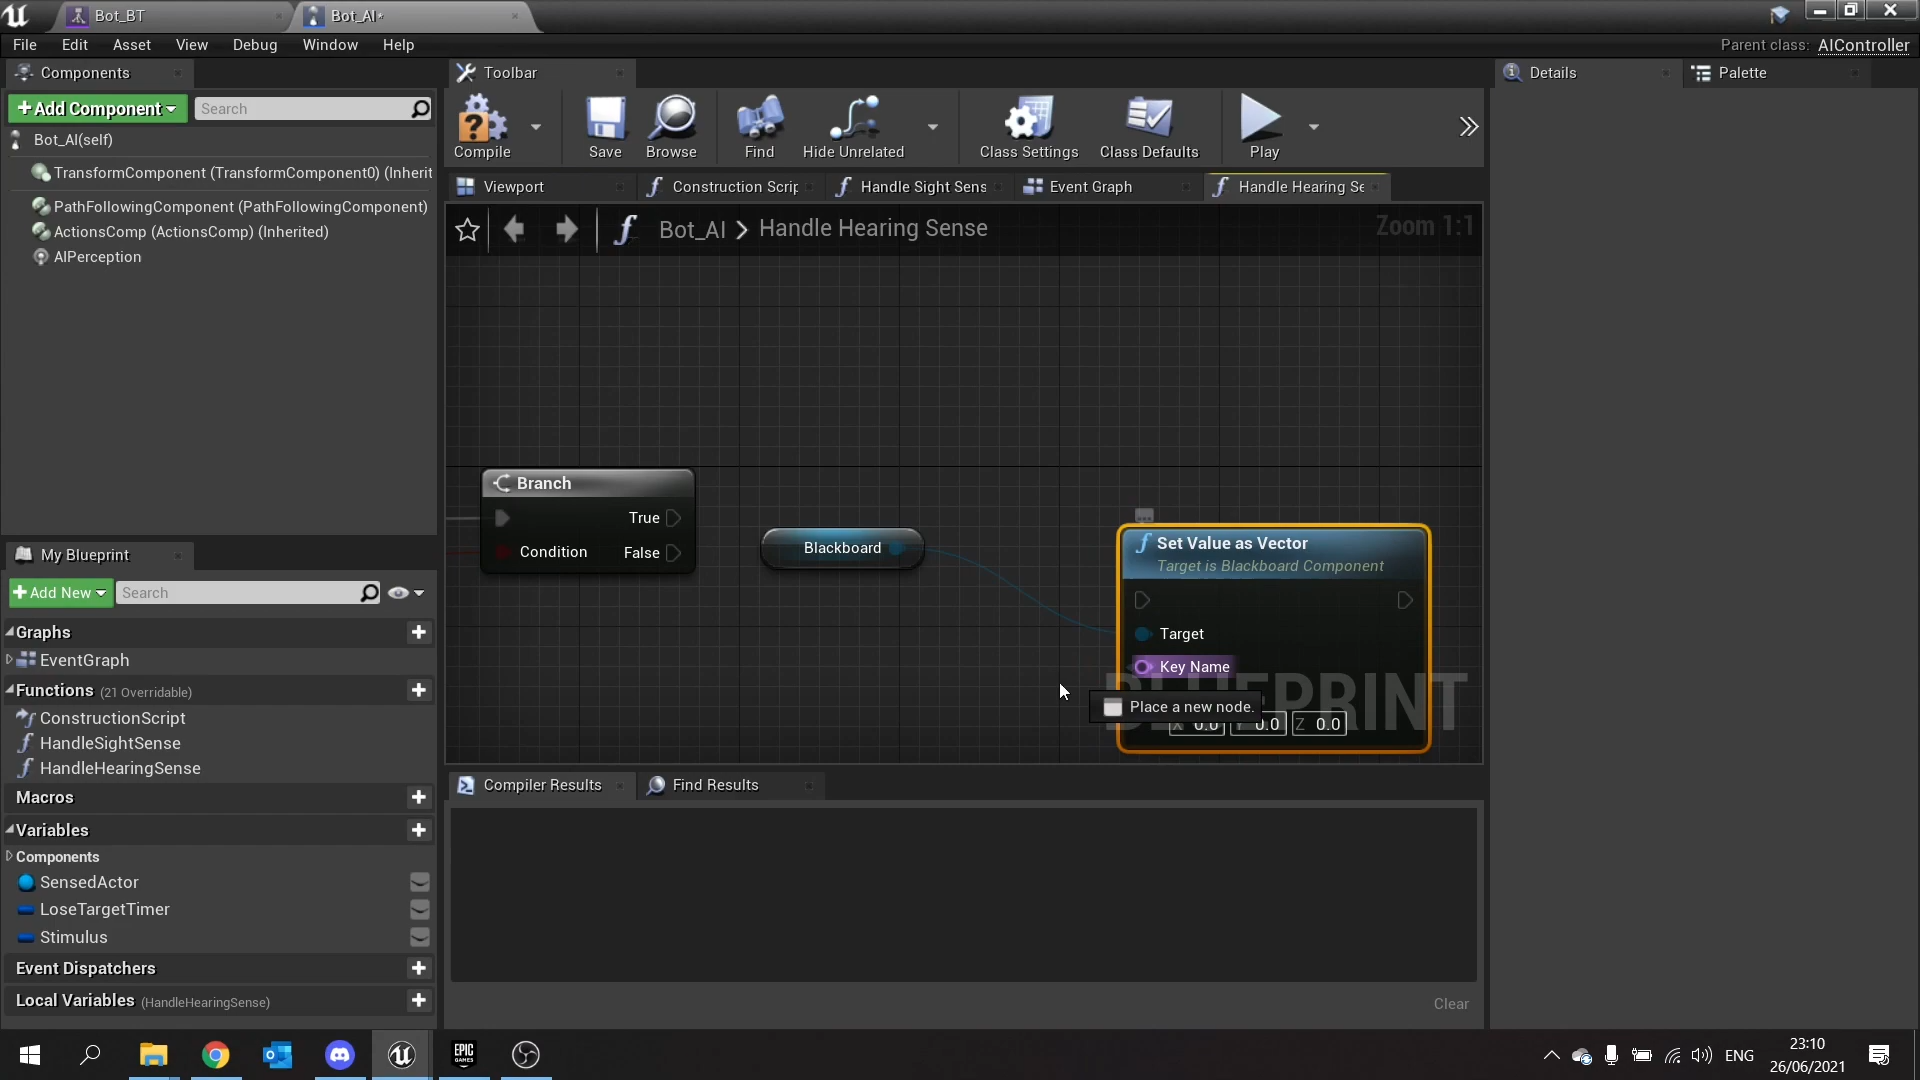 Bot_BT
Bot_AI*
File Edit Asset View Debug Window Help
Parent class: AIController
Components
+Add Component
Search
Bot_AI(self)
TransformComponent (TransformComponent0) (Inherit
PathFollowingComponent (PathFollowingComponent)
ActionsComp (ActionsComp) (Inherited)
AIPerception
My Blueprint
+Add New
Search
Graphs
EventGraph
Functions (21 Overridable)
ConstructionScript
HandleSightSense
HandleHearingSense
Macros
Variables
Components
SensedActor
LoseTargetTimer
Stimulus
Event Dispatchers
Local Variables (HandleHearingSense)
Toolbar
Compile
Save
Browse
Find
Hide Unrelated
Class Settings
Class Defaults
Play
Viewport
Construction Scrip
Handle Sight Sens
Event Graph
Handle Hearing Se
Bot_AI > Handle Hearing Sense
Zoom 1:1
Branch
True
Condition
False
Blackboard
Set Value as Vector
Target is Blackboard Component
Target
Key Name
BLUEPRINT
Place a new node.
X 0.0 Y 0.0 Z 0.0
Compiler Results
Find Results
Clear
Details
Palette
EPIC
GAMES
ENG
23:10
26/06/2021